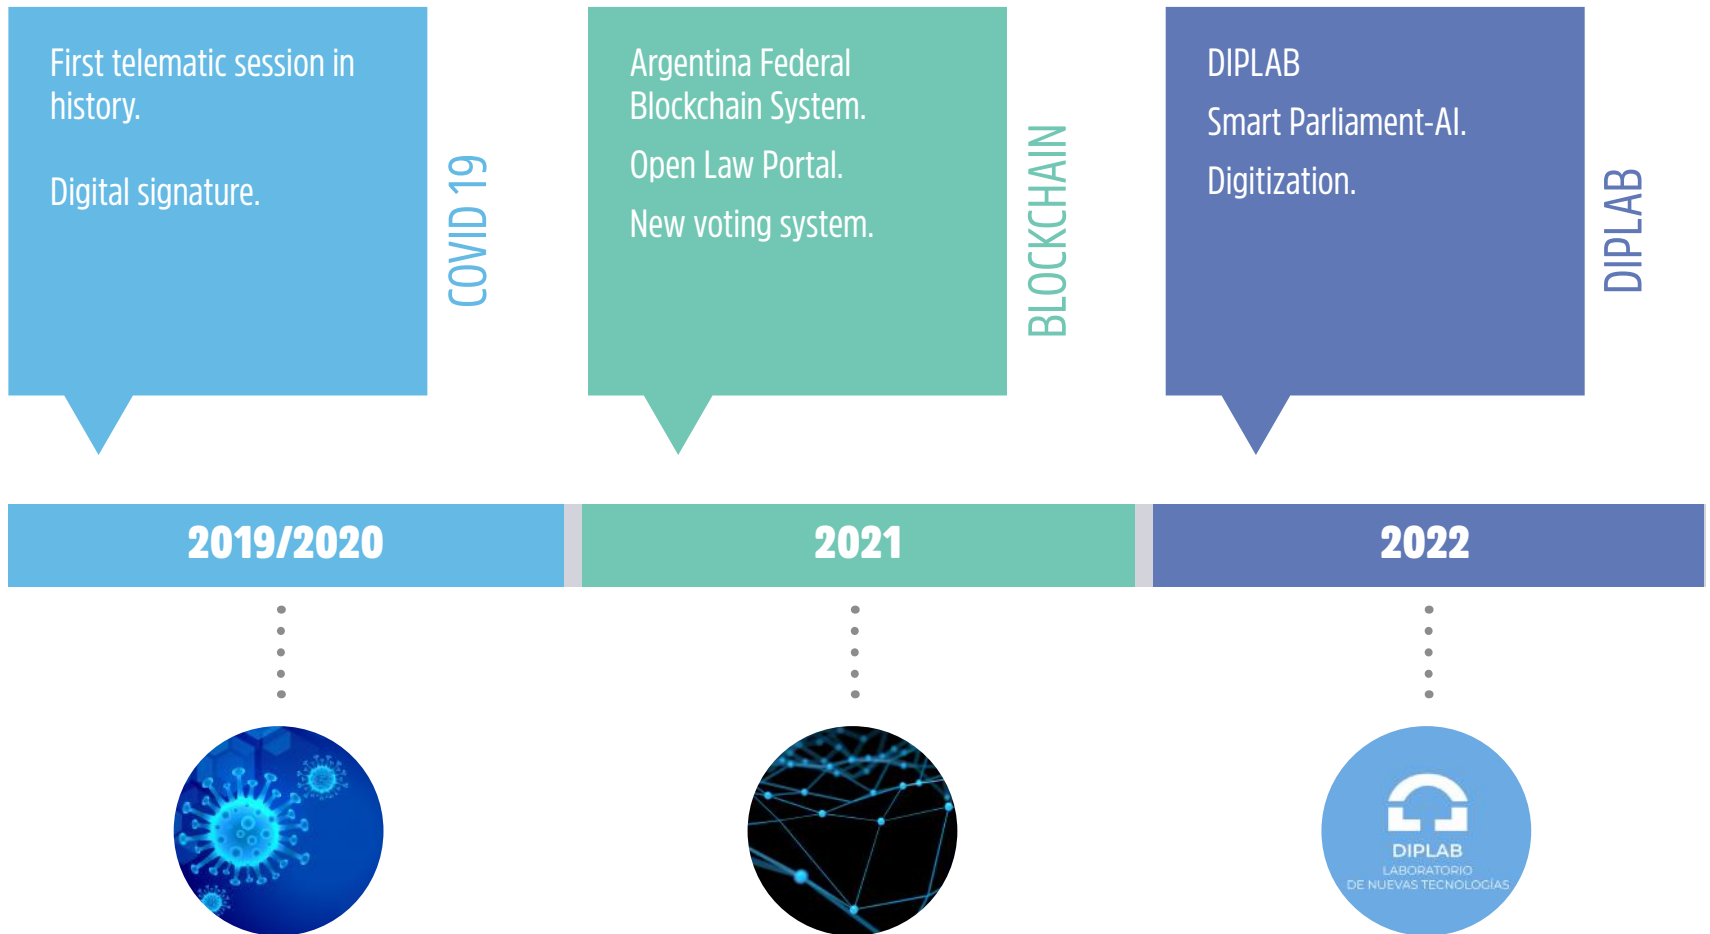 First telematic session in
history.
Digital signature.
COVID 19
Argentina Federal
Blockchain System.
Open Law Portal.
New voting system.
BLOCKCHAIN
DIPLAB
Smart Parliament-AI.
Digitization.
DIPLAB
2019/2020
2021
2022
DIPLAB
LABORATORIO
DE NUEVAS TECNOLOGÍAS